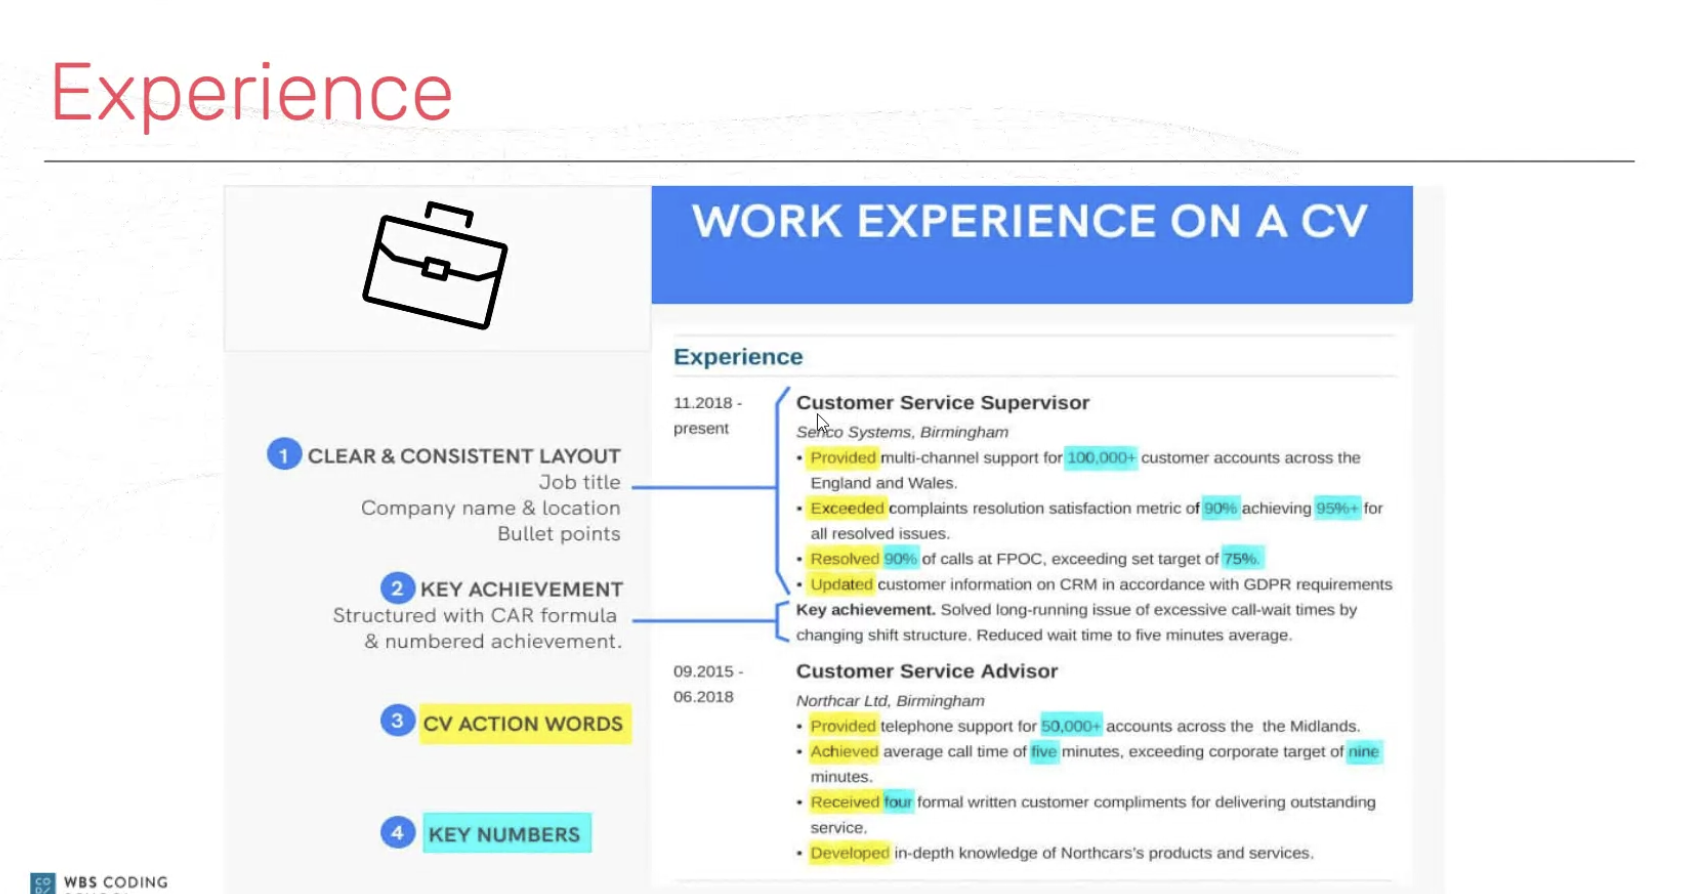 Experience
WORK EXPERIENCE ON A CV
1 CLEAR & CONSISTENT LAYOUT
Job title
Company name & location
Bullet points
2 KEY ACHIEVEMENT
Structured with CAR formula
& numbered achievement.
3 CV ACTION WORDS
4 KEY NUMBERS
Experience
11.2018 -
present
Customer Service Supervisor
Senco Systems, Birmingham
• Provided multi-channel support for 100,000+ customer accounts across the
England and Wales.
• Exceeded complaints resolution satisfaction metric of 90% achieving 95%+ for
all resolved issues.
• Resolved 90% of calls at FPOC, exceeding set target of 75%.
• Updated customer information on CRM in accordance with GDPR requirements
Key achievement. Solved long-running issue of excessive call-wait times by
changing shift structure. Reduced wait time to five minutes average.
09.2015 -
06.2018
Customer Service Advisor
Northcar Ltd, Birmingham
• Provided telephone support for 50,000+ accounts across the the Midlands.
• Achieved average call time of five minutes, exceeding corporate target of nine
minutes.
• Received four formal written customer compliments for delivering outstanding
service.
• Developed in-depth knowledge of Northcars's products and services.
WBS CODING